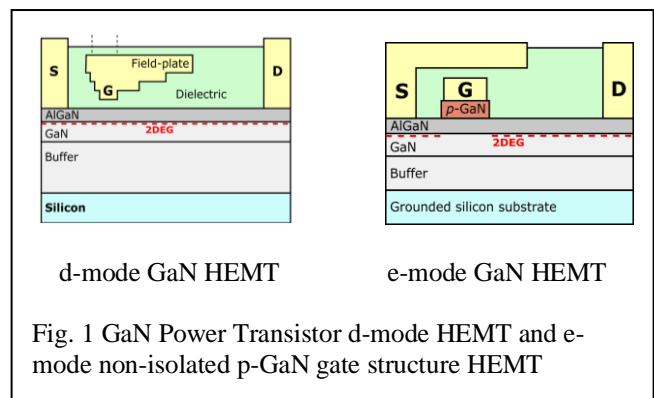 Field-plate
S
D
G
Dielectric
AlGaN
2DEG
GaN
Buffer
Silicon
S
G
D
p-GaN
AlGaN
2DEG
GaN
Buffer
Grounded silicon substrate
d-mode GaN HEMT
e-mode GaN HEMT
Fig. 1 GaN Power Transistor d-mode HEMT and e-
mode non-isolated p-GaN gate structure HEMT